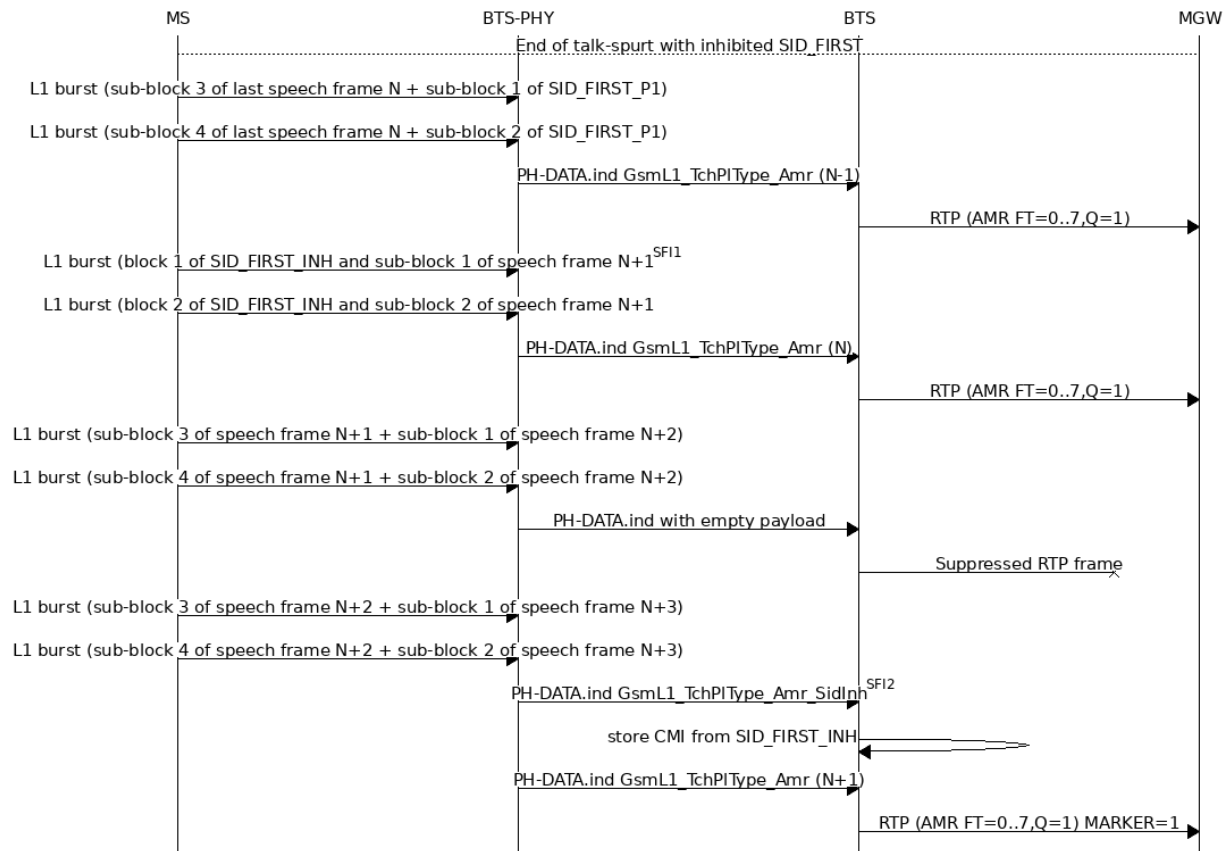 MS BTS-PHY BTS MGW
End of talk-spurt with inhibited SID_FIRST
L1 burst (sub-block 3 of last speech frame N + sub-block 1 of SID_FIRST_P1)
L1 burst (sub-block 4 of last speech frame N + sub-block 2 of SID_FIRST_P1)
PH-DATA.ind GsmL1_TchPlType_Amr (N-1)
RTP (AMR FT=0..7,Q=1)
L1 burst (block 1 of SID_FIRST_INH and sub-block 1 of speech frame N+1 SFI1
L1 burst (block 2 of SID_FIRST_INH and sub-block 2 of speech frame N+1
PH-DATA.ind GsmL1_TchPlType_Amr (N)
RTP (AMR FT=0..7,Q=1)
L1 burst (sub-block 3 of speech frame N+1 + sub-block 1 of speech frame N+2)
L1 burst (sub-block 4 of speech frame N+1 + sub-block 2 of speech frame N+2)
PH-DATA.ind with empty payload
Suppressed RTP frame
L1 burst (sub-block 3 of speech frame N+2 + sub-block 1 of speech frame N+3)
L1 burst (sub-block 4 of speech frame N+2 + sub-block 2 of speech frame N+3)
PH-DATA.ind GsmL1_TchPlType_Amr_SidInh SFI2
store CMI from SID_FIRST_INH
PH-DATA.ind GsmL1_TchPlType_Amr (N+1)
RTP (AMR FT=0..7,Q=1) MARKER=1